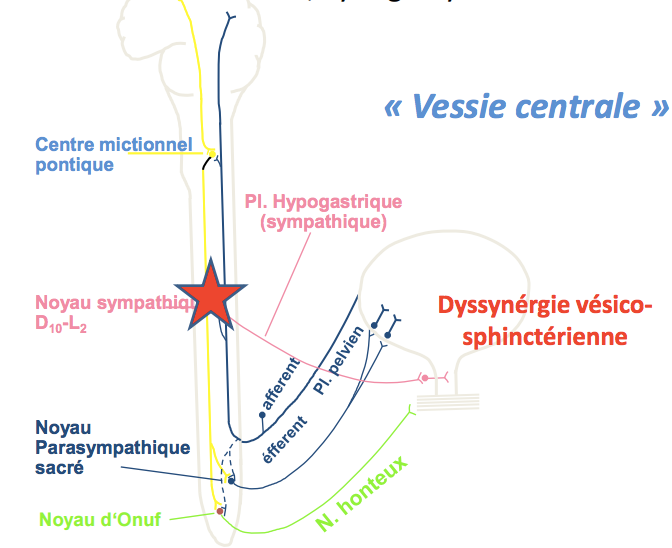 « Vessie centrale »
Centre mictionnel
pontique
Pl. Hypogastrique
(sympathique)
Noyau sympathiq
D10-L2
Dyssynérgie vésico-
sphinctérienne
Pl. pelvien
afferent
éfferent
Noyau
Parasympathique
sacré
N. honteux
Noyau d'Onuf